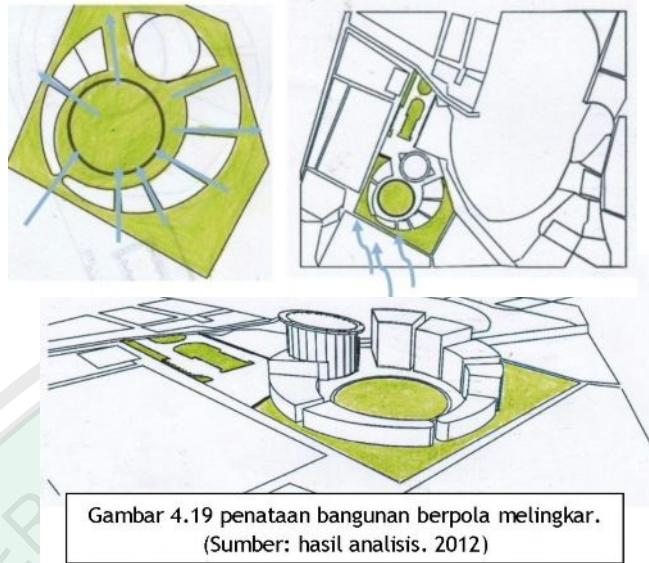 Gambar 4.19 penataan bangunan berpola melingkar.
(Sumber: hasil analisis. 2012)